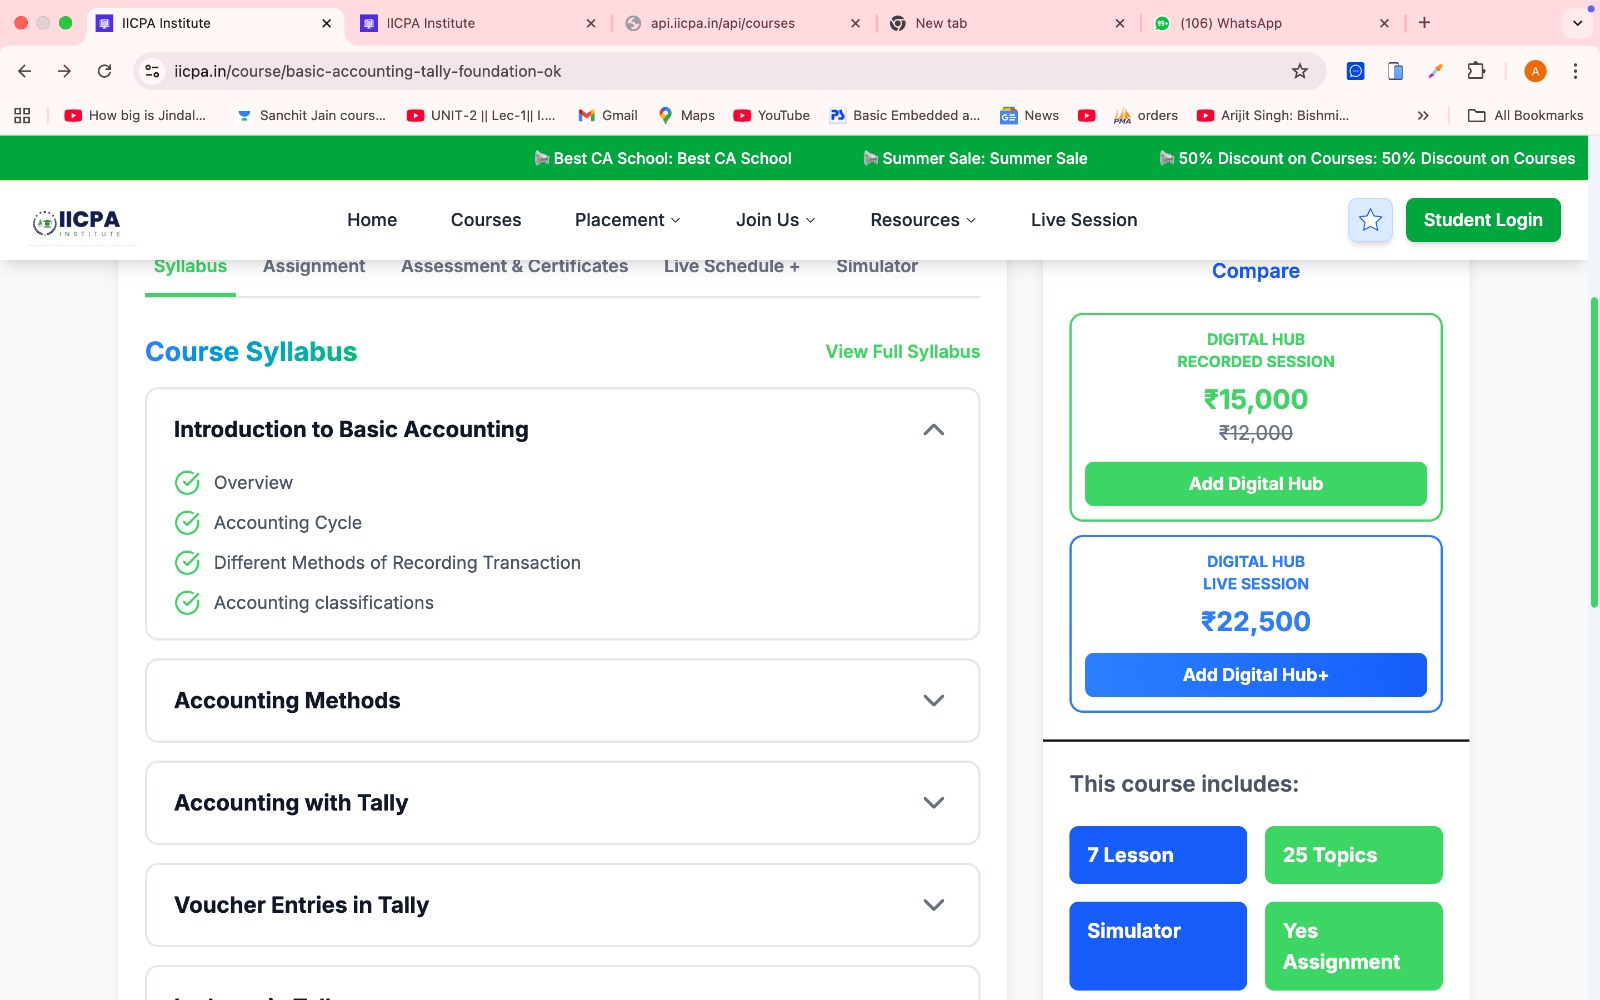 IICPA Institute
IICPA Institute
api.iicpa.in/api/courses
New tab
99+
(106) WhatsApp
iicpa.in/course/basic-accounting-tally-foundation-ok
A
How big is Jindal...
Sanchit Jain cours...
UNIT-2 || Lec-1|| I....
Gmail
Maps
YouTube
Basic Embedded a...
News
orders
Arijit Singh: Bishmi...
All Bookmarks
Best CA School: Best CA School
Summer Sale: Summer Sale
50% Discount on Courses: 50% Discount on Courses
IICPA
INSTITUTE
Home
Courses
Placement
Join Us
Resources
Live Session
Student Login
Syllabus
Assignment
Assessment & Certificates
Live Schedule +
Simulator
Compare
Course Syllabus
View Full Syllabus
Introduction to Basic Accounting
Overview
Accounting Cycle
Different Methods of Recording Transaction
Accounting classifications
Accounting Methods
Accounting with Tally
Voucher Entries in Tally
DIGITAL HUB
RECORDED SESSION
₹15,000
₹12,000
Add Digital Hub
DIGITAL HUB
LIVE SESSION
₹22,500
Add Digital Hub+
This course includes:
7 Lesson
25 Topics
Simulator
Yes
Assignment